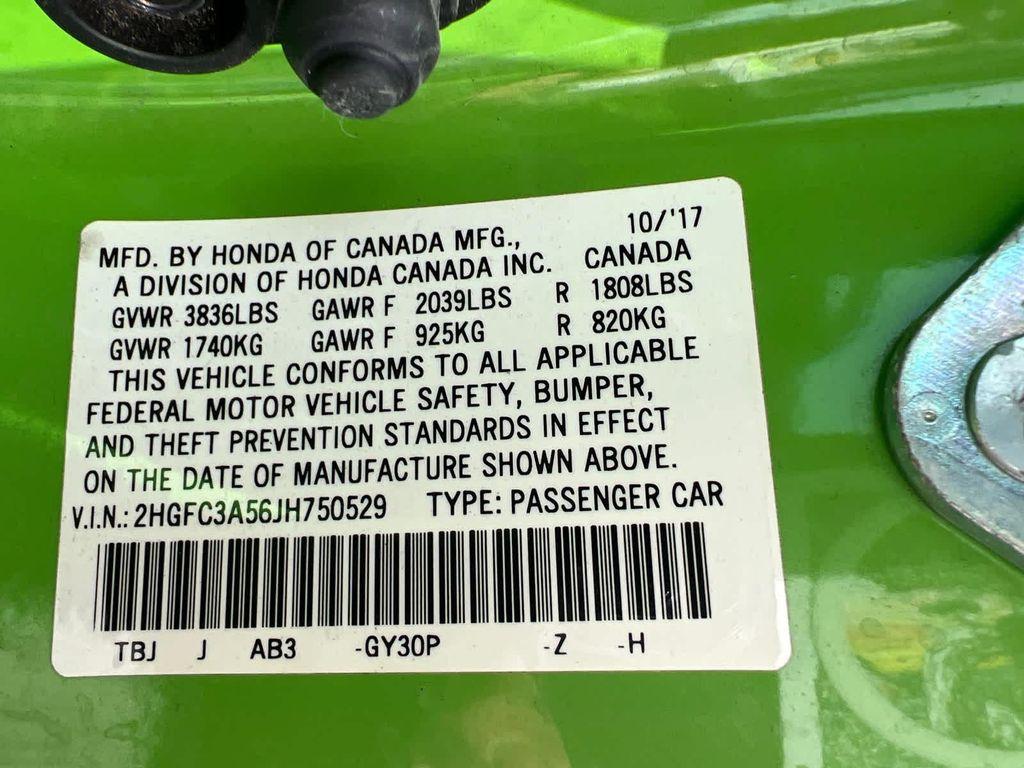 10/'17
MFD. BY HONDA OF CANADA MFG.,
A DIVISION OF HONDA CANADA INC. CANADA
GVWR 3836LBS GAWR F 2039LBS R 1808LBS
GVWR 1740KG GAWR F 925KG R 820KG
THIS VEHICLE CONFORMS TO ALL APPLICABLE
FEDERAL MOTOR VEHICLE SAFETY, BUMPER,
AND THEFT PREVENTION STANDARDS IN EFFECT
ON THE DATE OF MANUFACTURE SHOWN ABOVE.
V.I.N.: 2HGFC3A56JH750529 TYPE: PASSENGER CAR
TBJ J AB3 -GY30P -Z -H